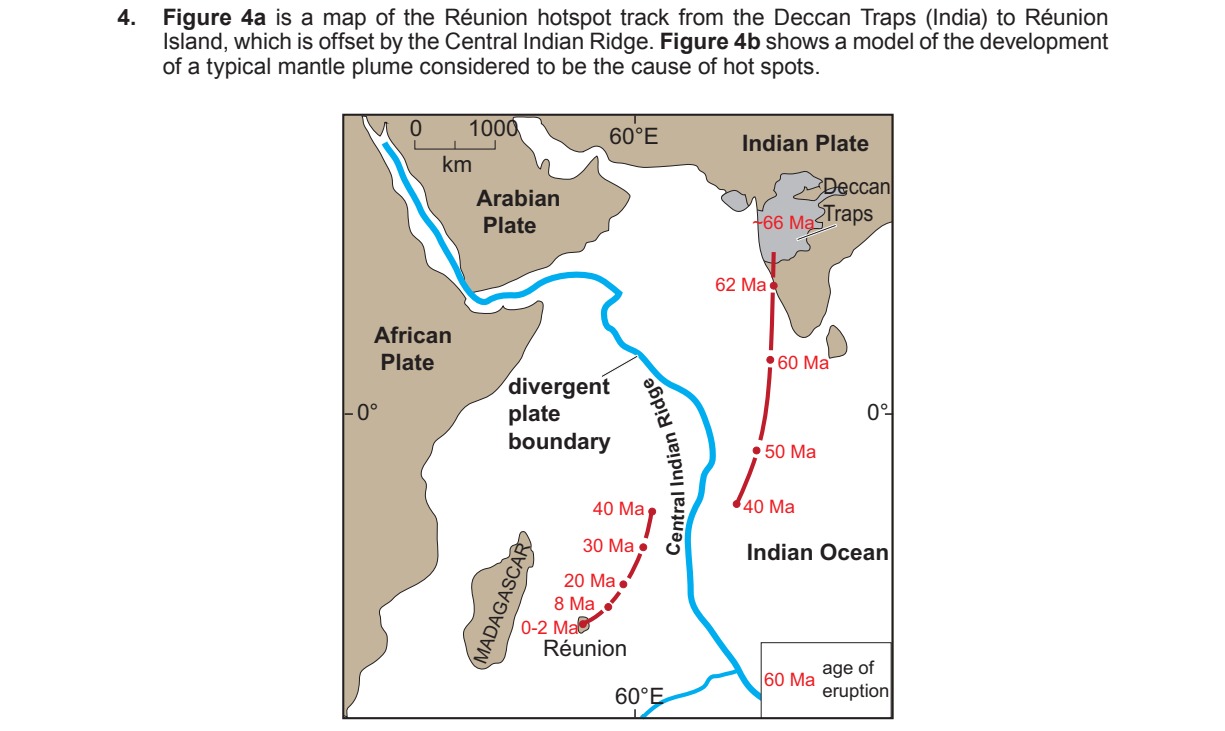 4. Figure 4a is a map of the Réunion hotspot track from the Deccan Traps (India) to Réunion
Island, which is offset by the Central Indian Ridge. Figure 4b shows a model of the development
of a typical mantle plume considered to be the cause of hot spots.
0 1000
km
60°E
Indian Plate
Arabian
Plate
Deccan
Traps
~66 Ma
62 Ma
African
Plate
60 Ma
divergent
plate
boundary
Central Indian Ridge
0°
0°
50 Ma
40 Ma
40 Ma
30 Ma
Indian Ocean
20 Ma
8 Ma
0-2 Ma
MADAGASCAR
Réunion
60°E
60 Ma
age of
eruption